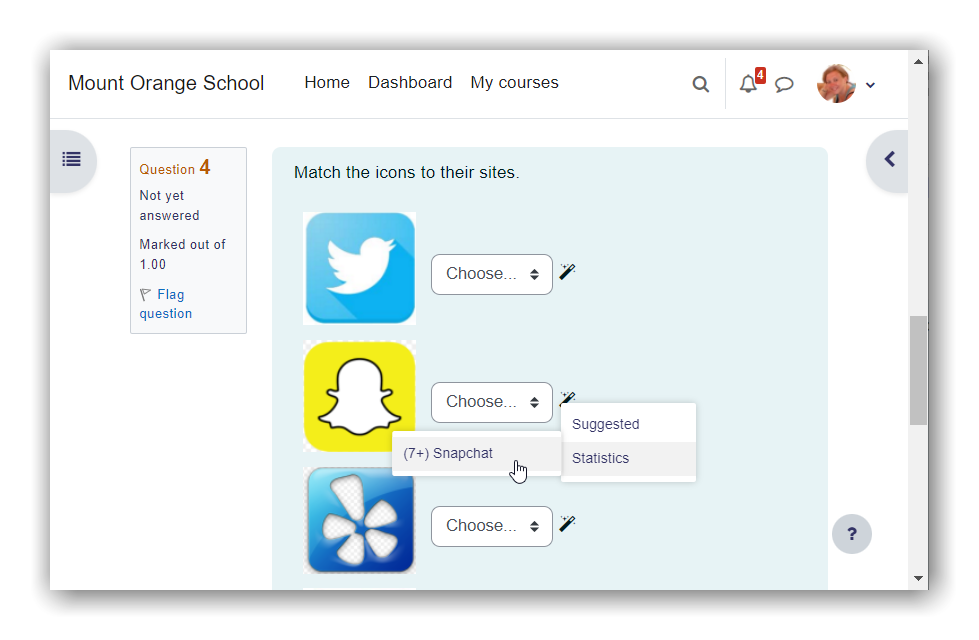 Mount Orange School
Home
Dashboard
My courses
4
Question 4
Not yet
answered
Marked out of
1.00
Flag
question
Match the icons to their sites.
Choose...
Choose...
Suggested
(7+) Snapchat
Statistics
Choose...
?